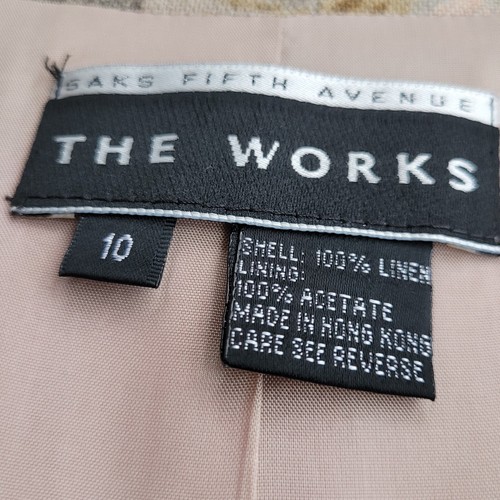 SAKS FIFTH AVENUE
THE WORKS
10
SHELL: 100% LINEN
LINING:
100% ACETATE
MADE IN HONG KONG
CARE SEE REVERSE